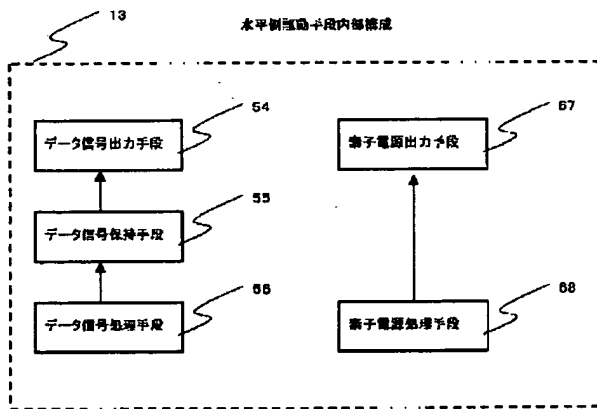 13
水平側駆動手段内部構成
54
データ信号出力手段
67
素子電源出力手段
55
データ信号保持手段
66
データ信号処理手段
68
素子電源処理手段